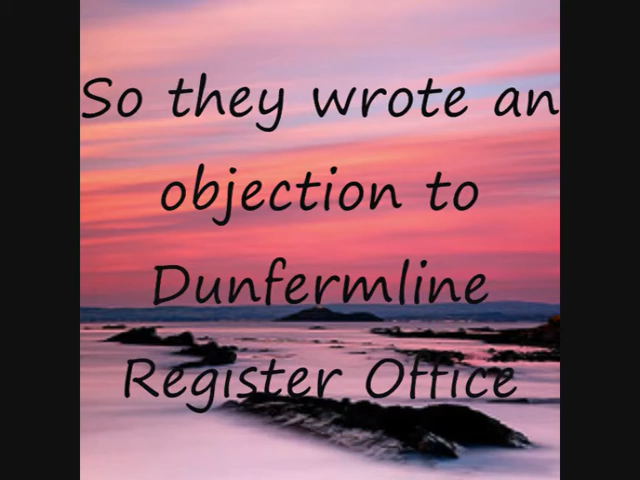 So they wrote an
objection to
Dunfermline
Register Office